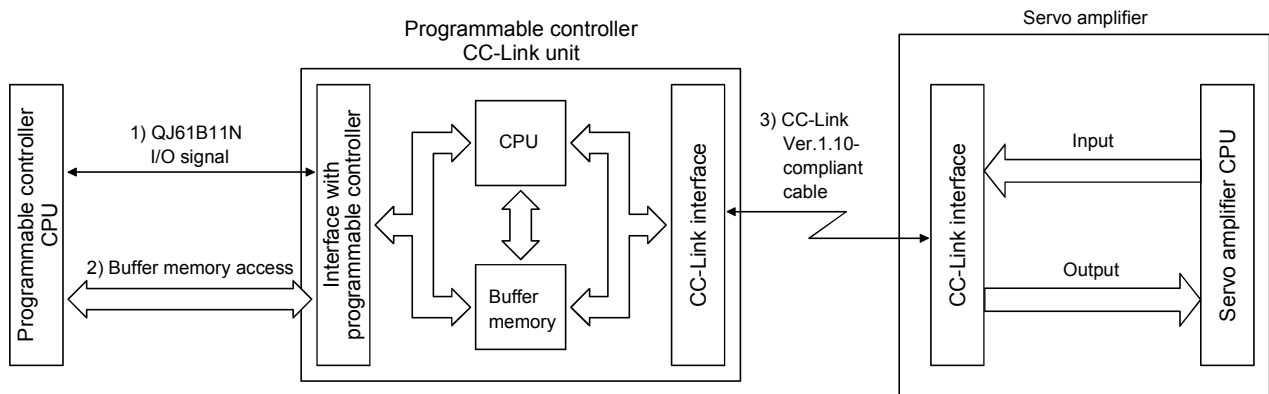 Servo amplifier
Programmable controller
CC-Link unit
Programmable controller
CPU
1) QJ61B11N
I/O signal
2) Buffer memory access
Interface with
programmable controller
CPU
Buffer
memory
CC-Link interface
3) CC-Link
Ver.1.10-
compliant
cable
CC-Link interface
Input
Output
Servo amplifier CPU